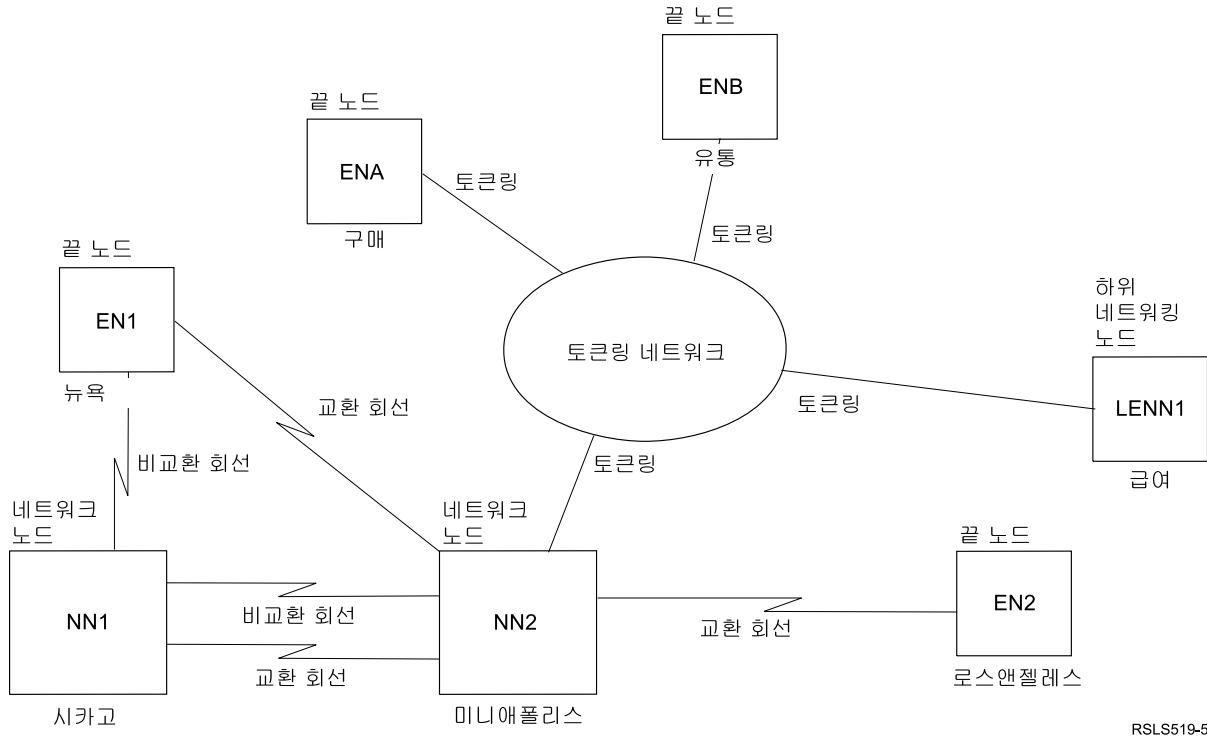 끝 노드
ENB
유통
끝 노드
ENA
구매
토큰링
토큰링
끝 노드
EN1
뉴욕
토큰링 네트워크
하위
네트워킹
노드
LENN1
급여
토큰링
교환 회선
비교환 회선
토큰링
네트워크
노드
NN1
시카고
비교환 회선
교환 회선
네트워크
노드
NN2
미니애폴리스
교환 회선
끝 노드
EN2
로스앤젤레스
RSLS519-5